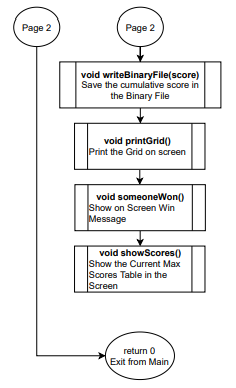 Page 2
Page 2
void writeBinaryFile(score)
Save the cumulative score in
the Binary File
void printGrid()
Print the Grid on screen
void someoneWon()
Show on Screen Win
Message
void showScores()
Show the Current Max
Scores Table in the
Screen
return 0
Exit from Main